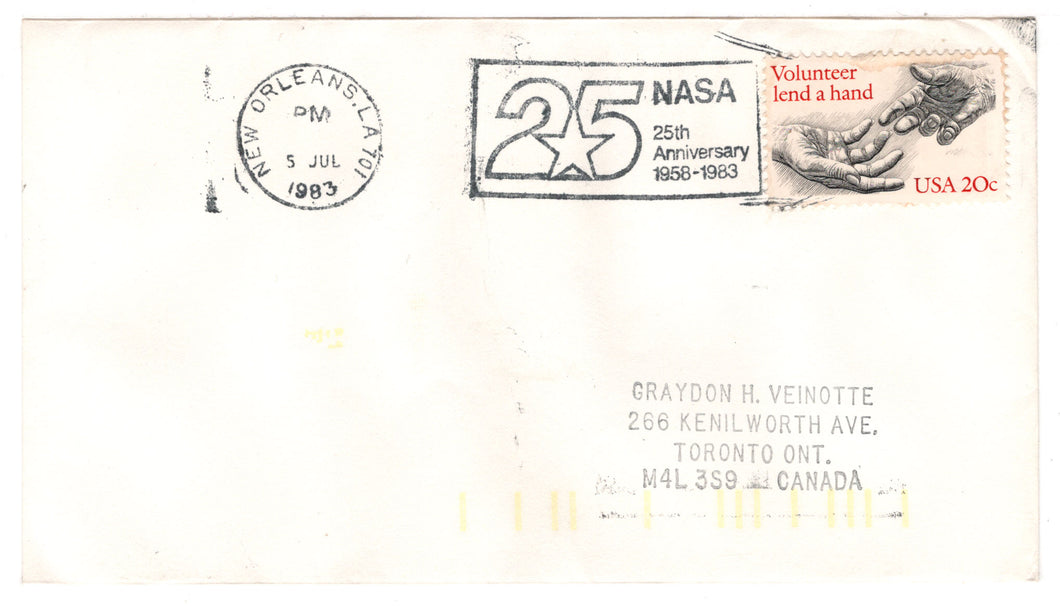 NEW ORLEANS, LA 701
PM
5 JUL
1983
25
NASA
25th
Anniversary
1958-1983
Volunteer
lend a hand
USA 20c
GRAYDON H. VEINOTTE
266 KENILWORTH AVE.
TORONTO ONT.
M4L 3S9 CANADA